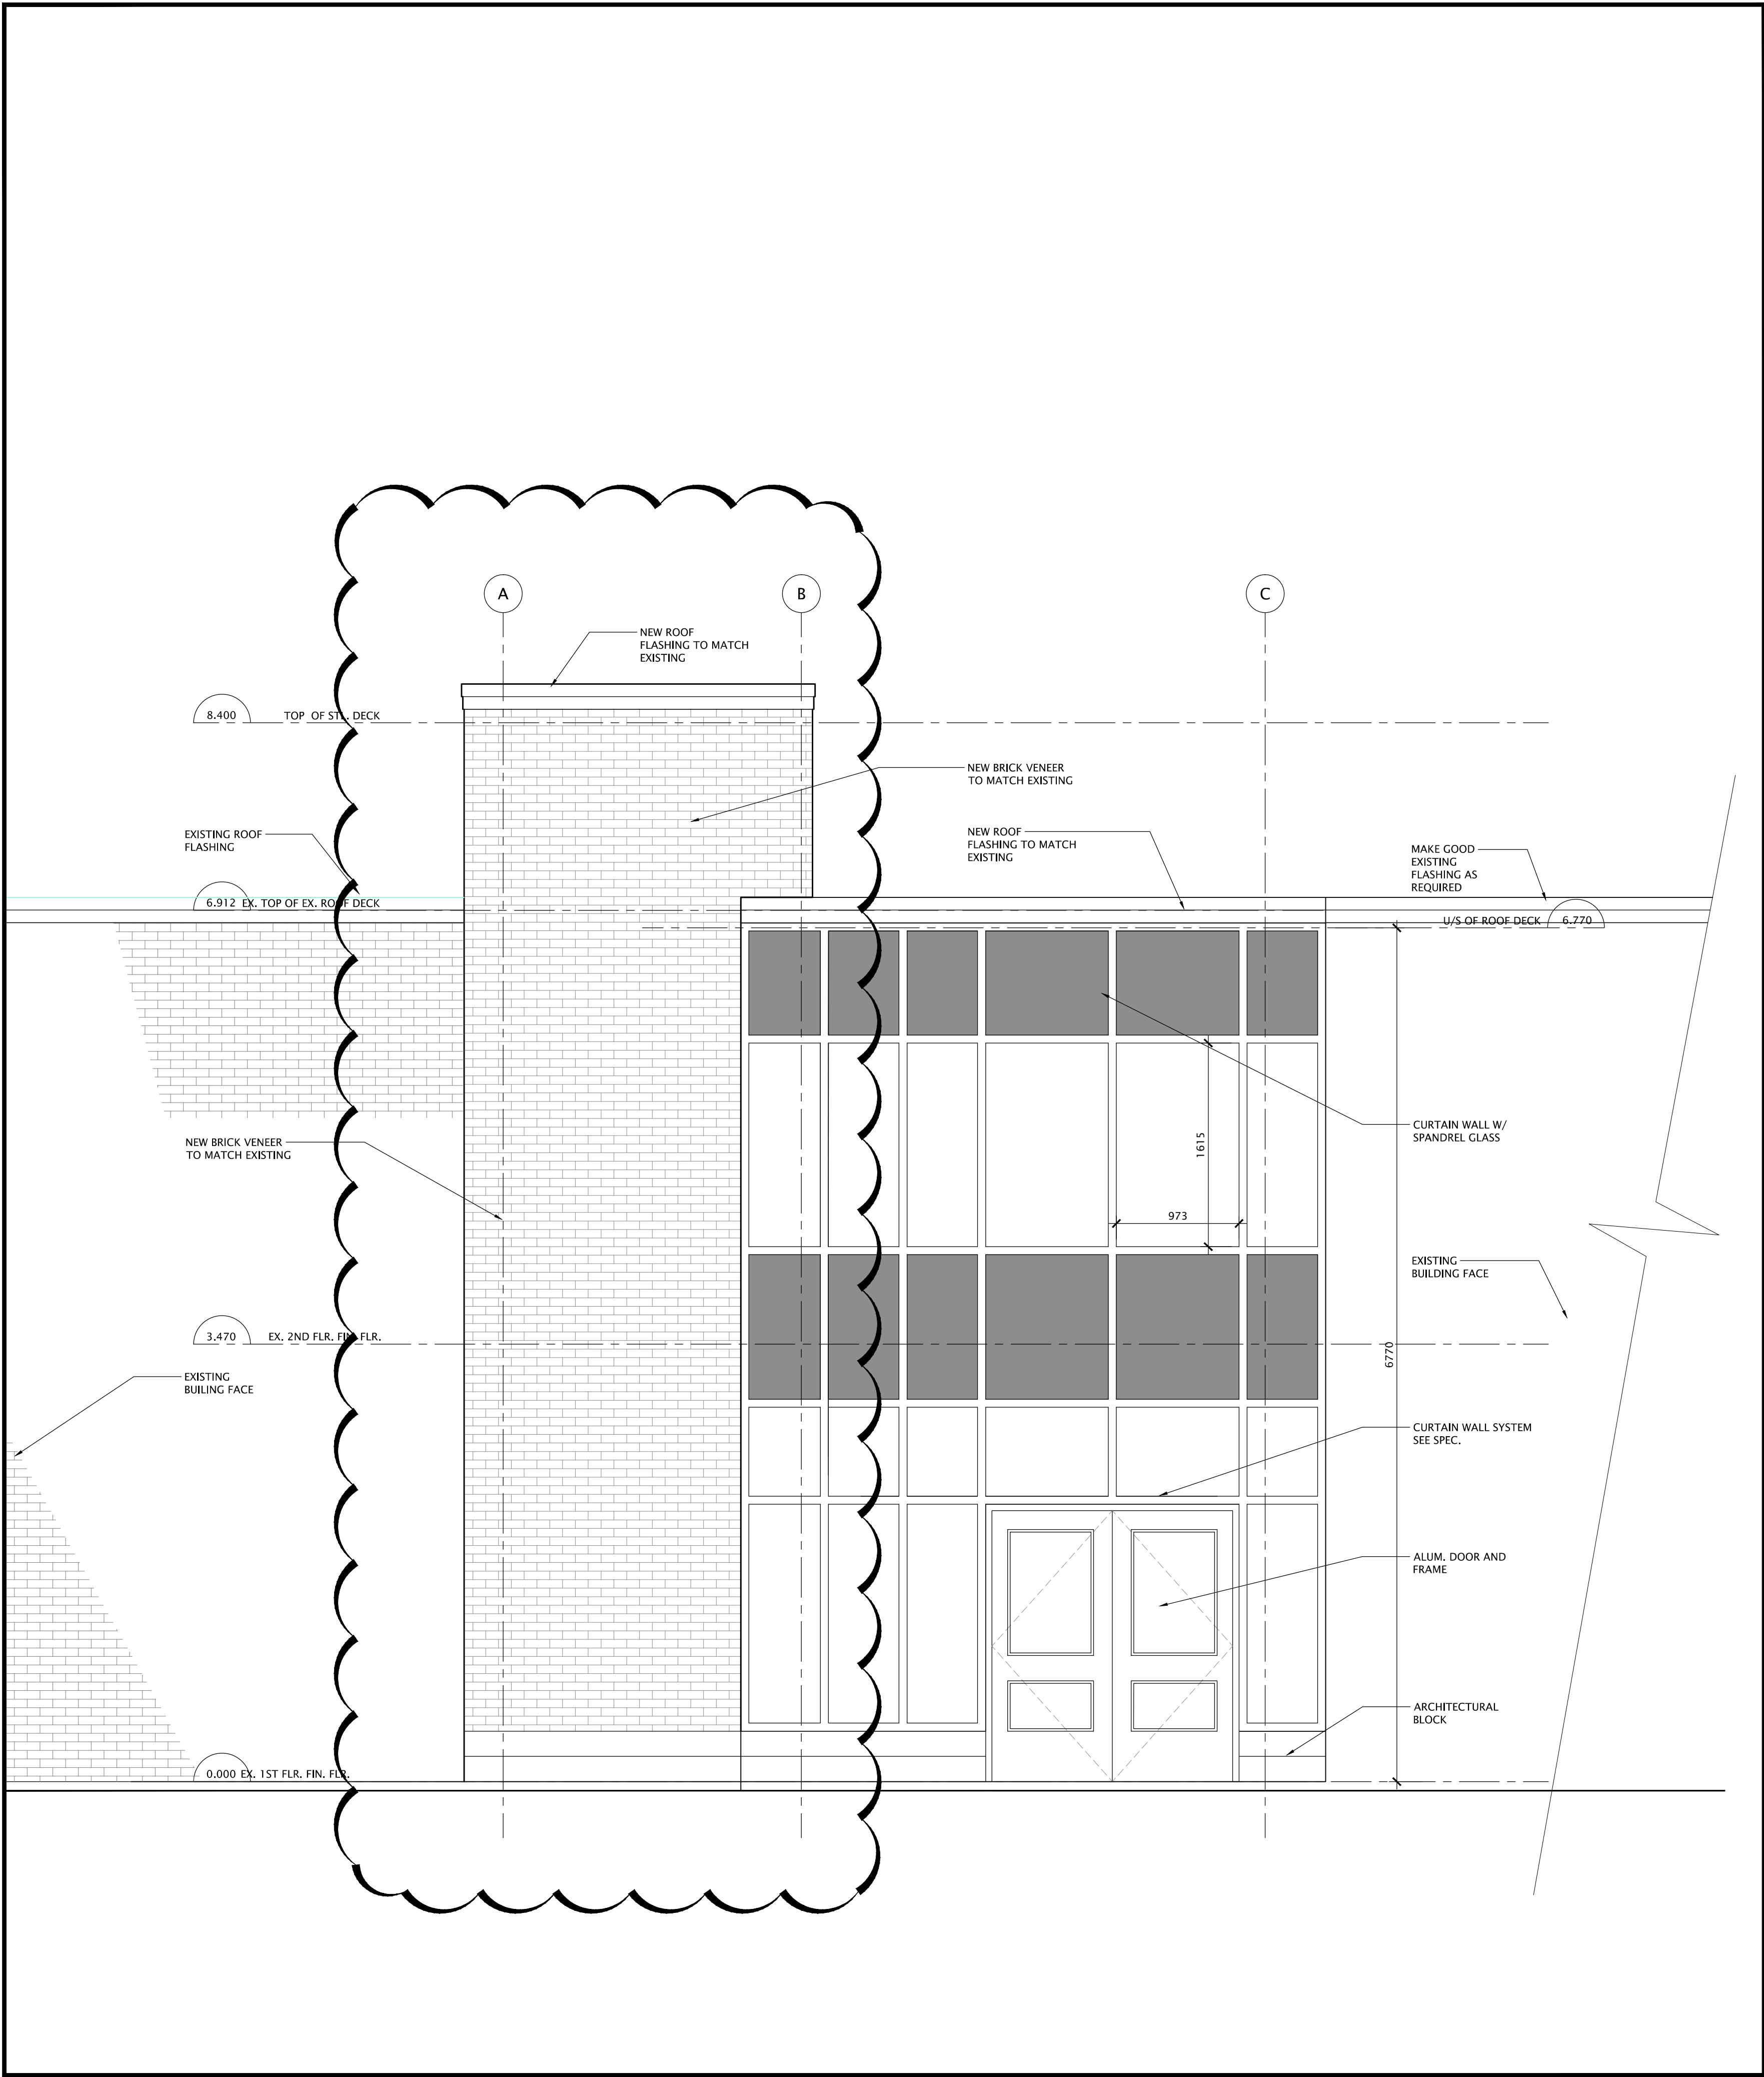 A
B
C
NEW ROOF
FLASHING TO MATCH
EXISTING
8.400
TOP OF STL. DECK
NEW BRICK VENEER
TO MATCH EXISTING
EXISTING ROOF
FLASHING
NEW ROOF
FLASHING TO MATCH
EXISTING
MAKE GOOD
EXISTING
FLASHING AS
REQUIRED
6.912 EX. TOP OF EX. ROOF DECK
U/S OF ROOF DECK 6.770
NEW BRICK VENEER
TO MATCH EXISTING
CURTAIN WALL W/
SPANDREL GLASS
1615
973
EXISTING
BUILDING FACE
3.470 EX. 2ND FLR. FIN. FLR.
6770
EXISTING
BUILING FACE
CURTAIN WALL SYSTEM
SEE SPEC.
ALUM. DOOR AND
FRAME
ARCHITECTURAL
BLOCK
0.000 EX. 1ST FLR. FIN. FLR.